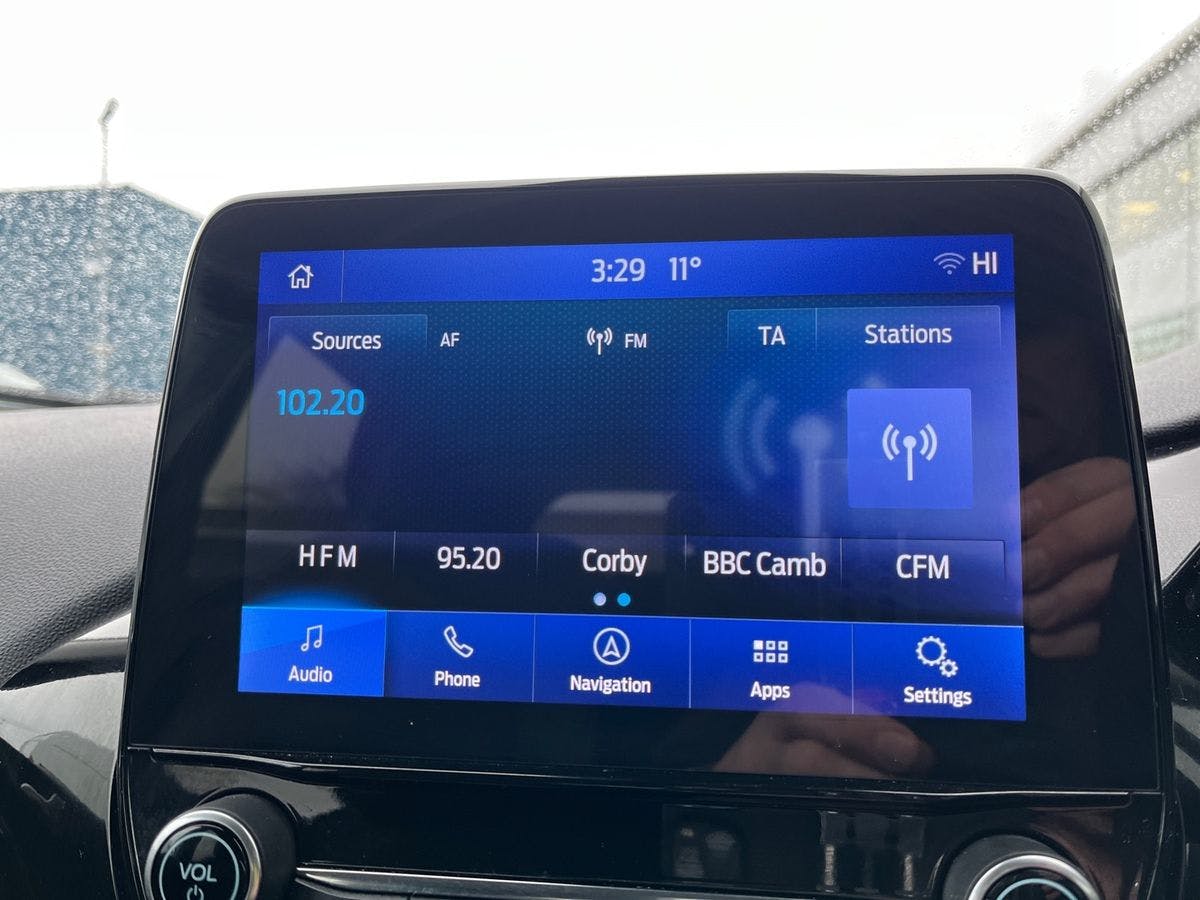 3:29 11° HI
Sources AF FM TA Stations
102.20
HFM 95.20 Corby BBC Camb CFM
Audio Phone Navigation Apps Settings
VOL